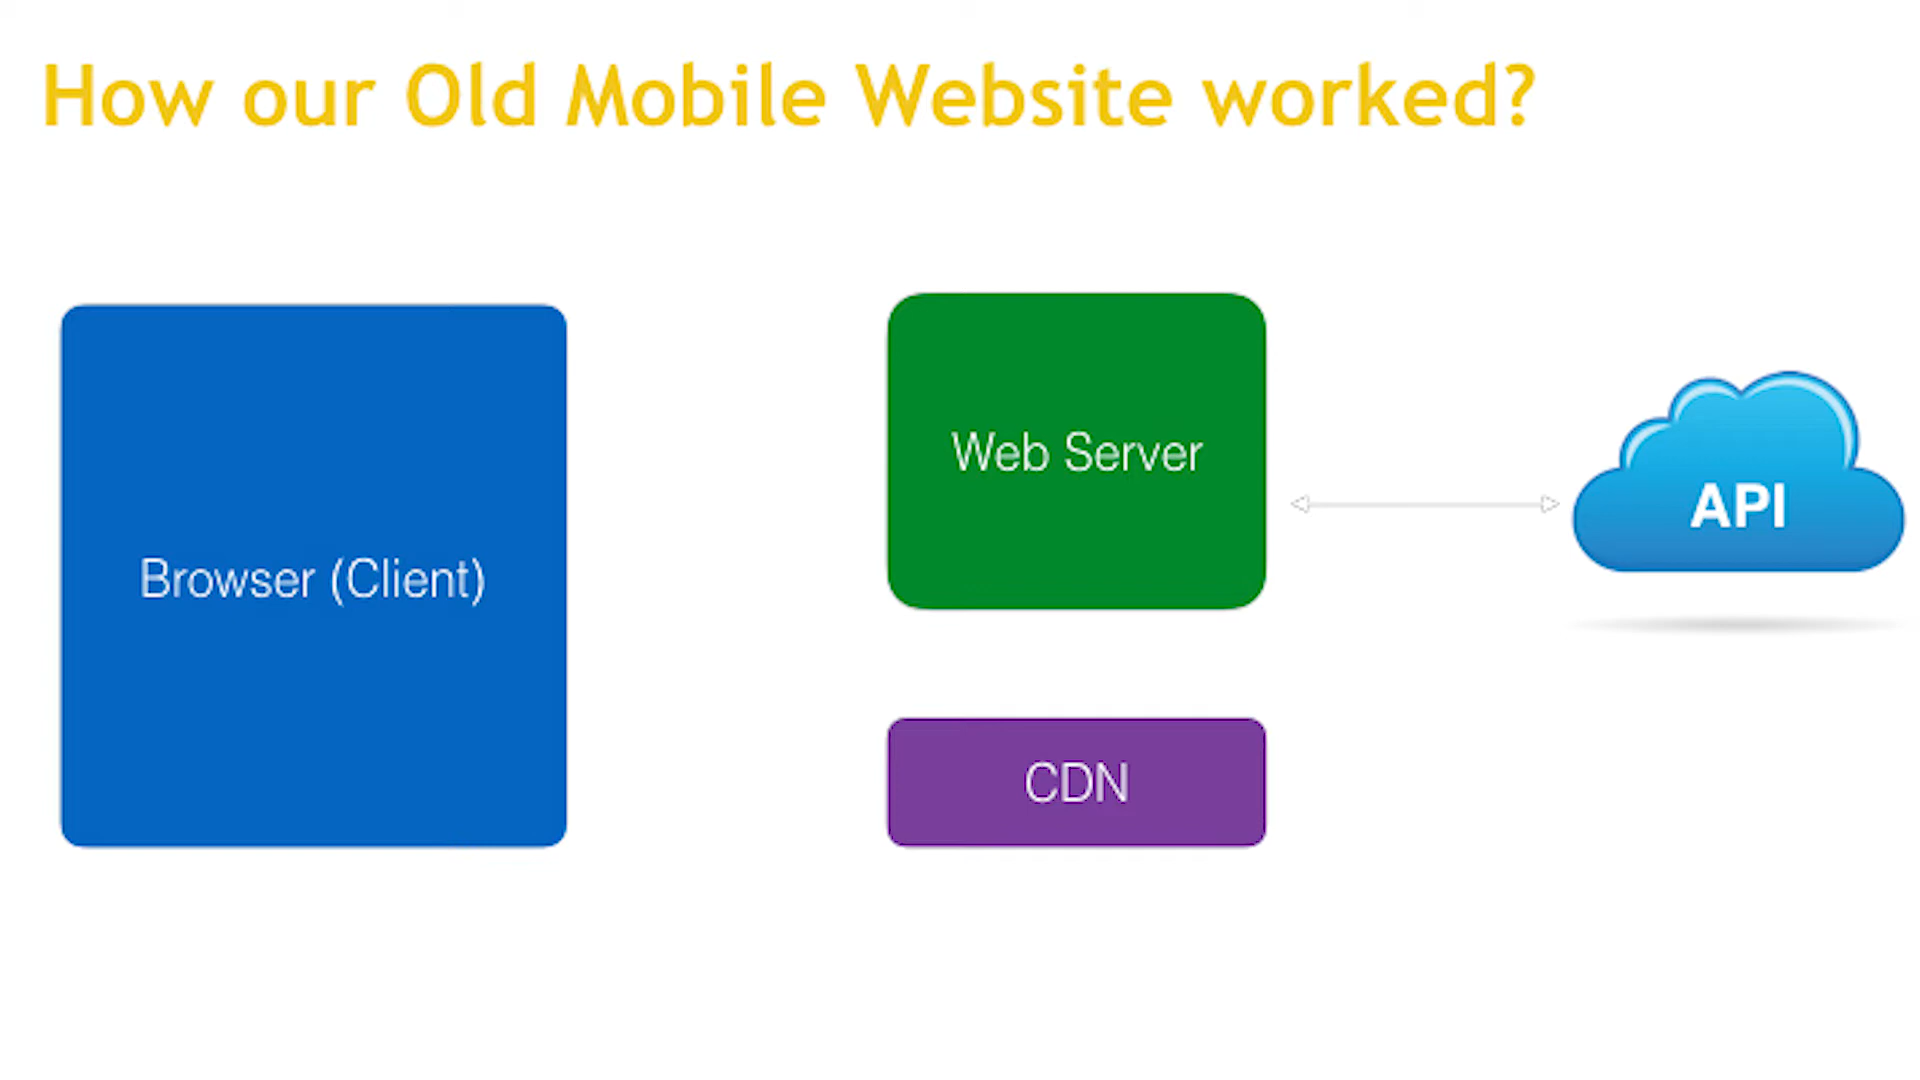 How our Old Mobile Website worked?
Browser (Client)
Web Server
API
CDN